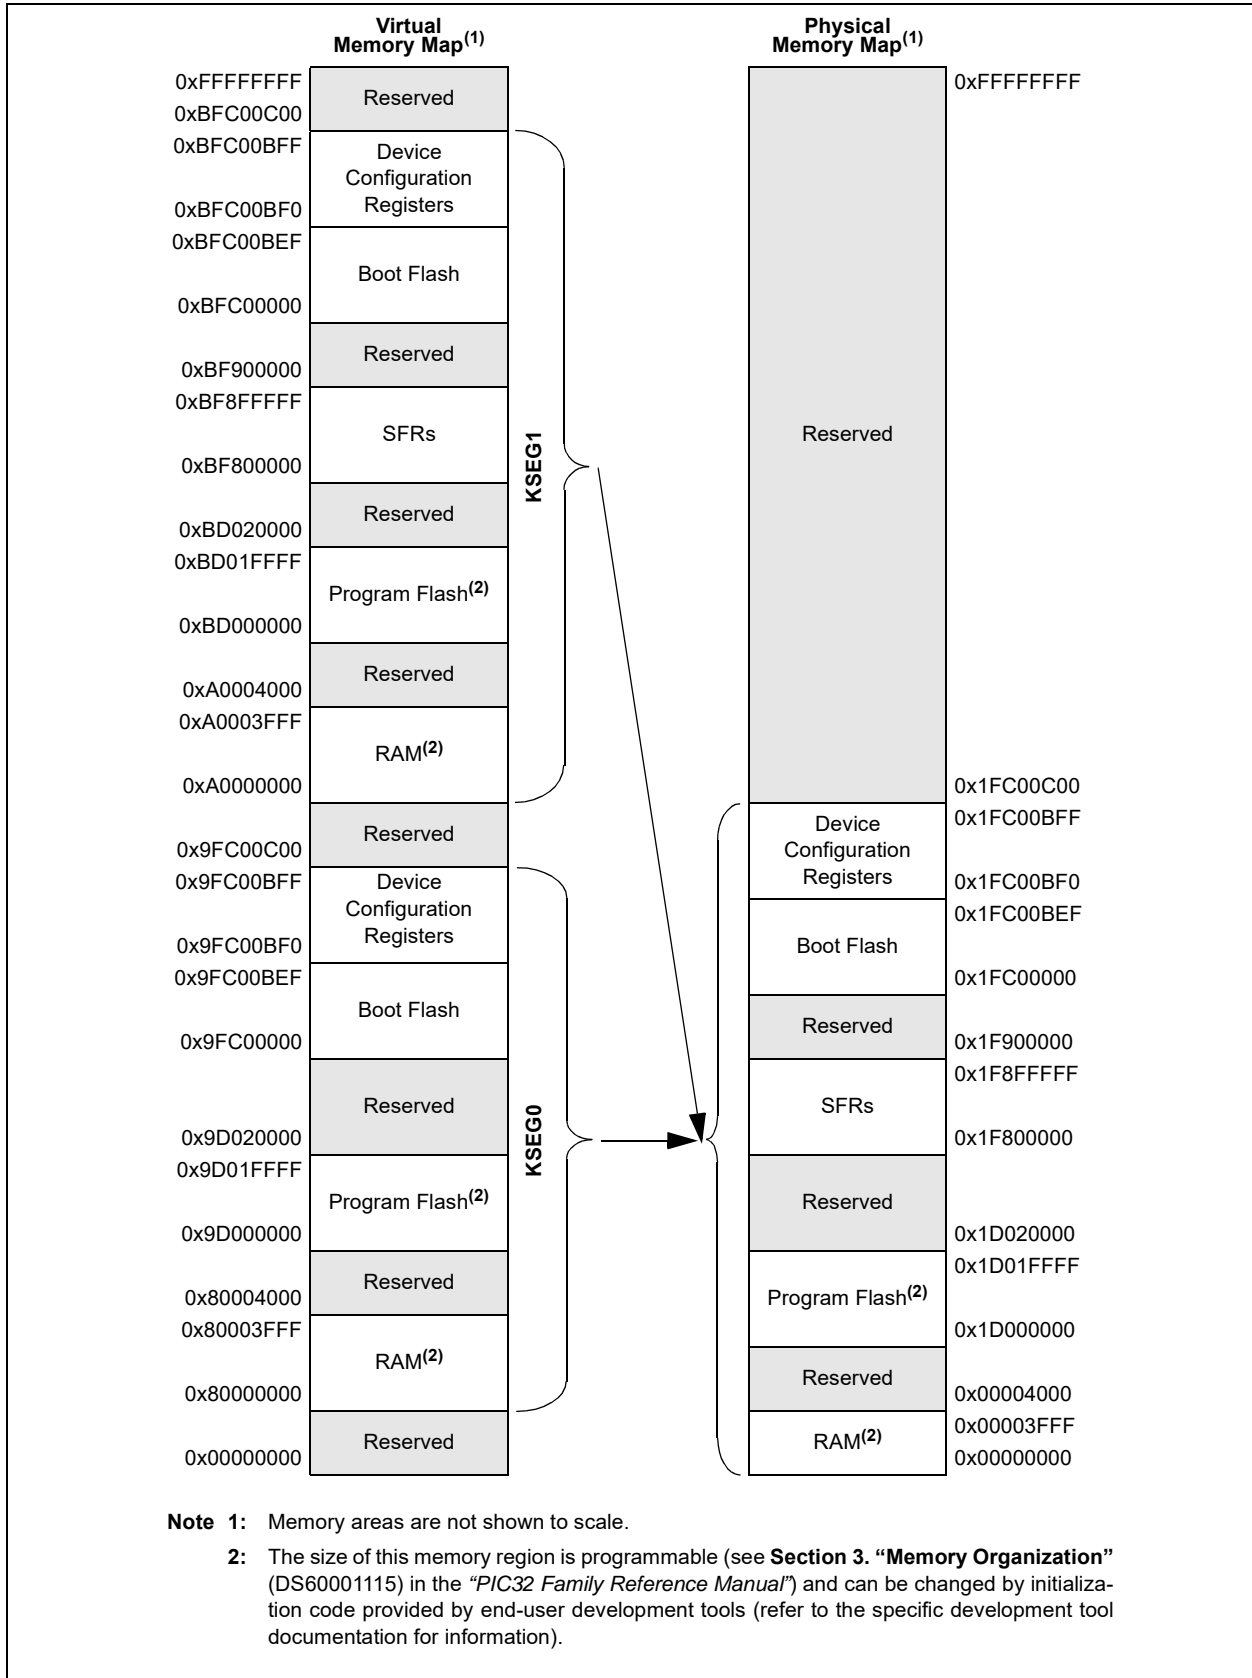 Virtual
Memory Map(1)
Physical
Memory Map(1)
0xFFFFFFFF
Reserved
0xBFC00C00
0xBFC00BFF
Device
Configuration
Registers
0xBFC00BF0
0xBFC00BEF
Boot Flash
0xBFC00000
Reserved
0xBF900000
0xBF8FFFFF
SFRs
0xBF800000
Reserved
0xBD020000
0xBD01FFFF
Program Flash(2)
0xBD000000
Reserved
0xA0004000
0xA0003FFF
RAM(2)
0xA0000000
KSEG1
Reserved
0x9FC00C00
0x9FC00BFF
Device
Configuration
Registers
0x9FC00BF0
0x9FC00BEF
Boot Flash
0x9FC00000
Reserved
0x9D020000
0x9D01FFFF
Program Flash(2)
0x9D000000
Reserved
0x80004000
0x80003FFF
RAM(2)
0x80000000
KSEG0
Reserved
0x00000000
0xFFFFFFFF
Reserved
0x1FC00C00
0x1FC00BFF
Device
Configuration
Registers
0x1FC00BF0
0x1FC00BEF
Boot Flash
0x1FC00000
Reserved
0x1F900000
0x1F8FFFFF
SFRs
0x1F800000
Reserved
0x1D020000
0x1D01FFFF
Program Flash(2)
0x1D000000
Reserved
0x00004000
0x00003FFF
RAM(2)
0x00000000
Note 1: Memory areas are not shown to scale.
2: The size of this memory region is programmable (see Section 3. “Memory Organization”
(DS60001115) in the “PIC32 Family Reference Manual”) and can be changed by initializa-
tion code provided by end-user development tools (refer to the specific development tool
documentation for information).